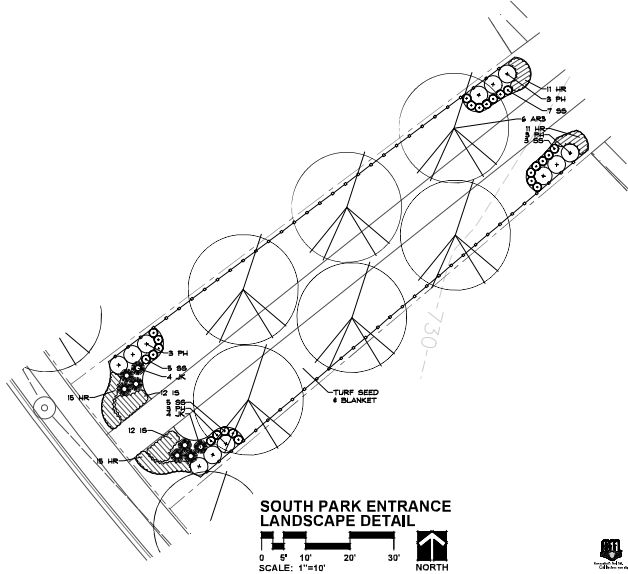 11 HR
3 PH
7 SS
6 AR3
11 HR
3 PH
3 SS
730
3 PH
5 SS
4 JK
15 HR
12 IS
TURF SEED
& BLANKET
5 SS
3 PH
4 JK
12 IS
15 HR
SOUTH PARK ENTRANCE
LANDSCAPE DETAIL
0 5' 10' 20' 30'
SCALE: 1"=10'
NORTH
811